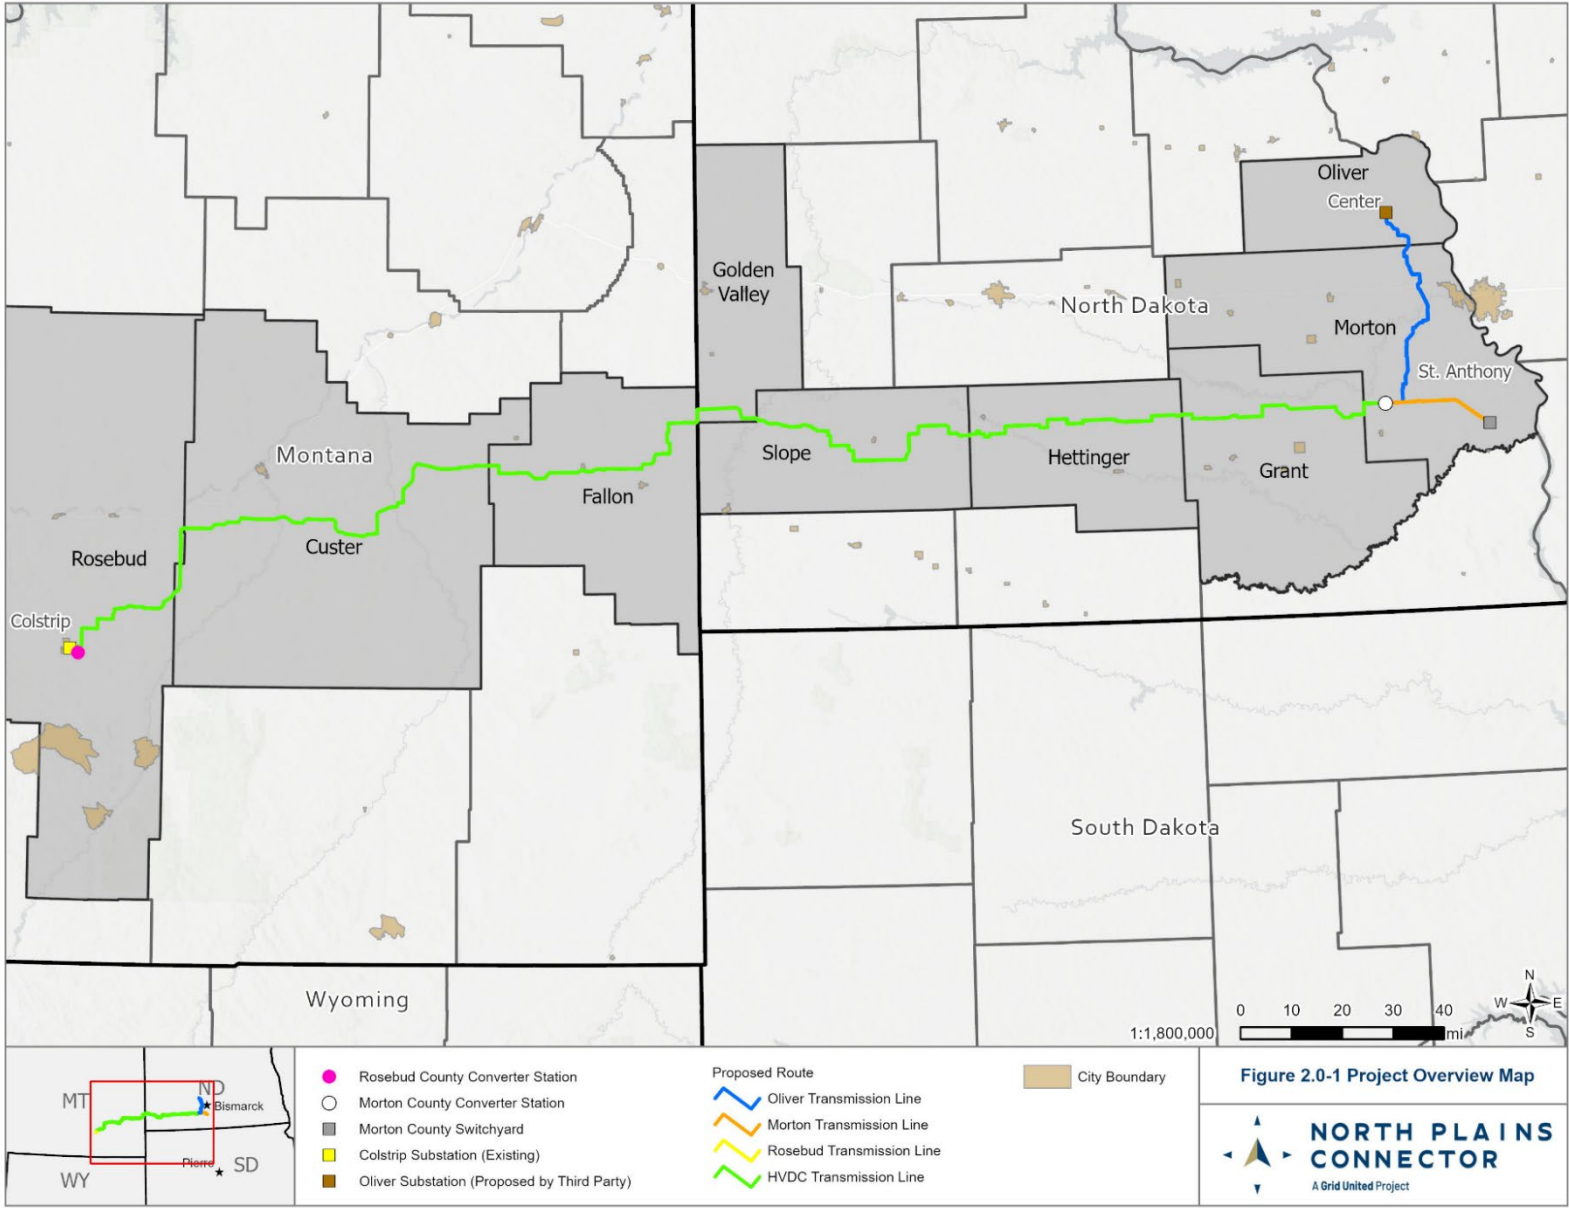 Oliver
Center
Golden
Valley
North Dakota
Morton
St. Anthony
Montana
Slope
Hettinger
Grant
Fallon
Custer
Rosebud
Colstrip
South Dakota
Wyoming
N
W
E
S
0 10 20 30 40
1:1,800,000
mi
MT
ND
Bismarck
Pierre
SD
WY
Rosebud County Converter Station
Morton County Converter Station
Morton County Switchyard
Colstrip Substation (Existing)
Oliver Substation (Proposed by Third Party)
Proposed Route
Oliver Transmission Line
Morton Transmission Line
Rosebud Transmission Line
HVDC Transmission Line
City Boundary
Figure 2.0-1 Project Overview Map
NORTH PLAINS
CONNECTOR
A Grid United Project